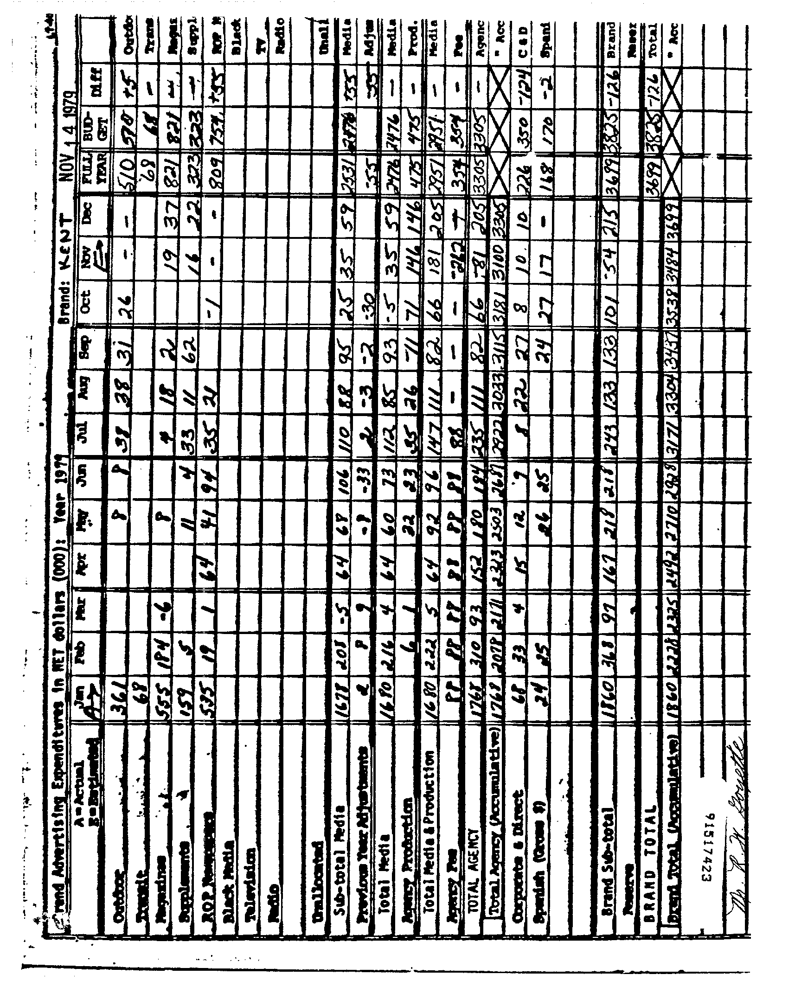 Brand Advertising Expenditures in NET dollars (000): Year 1979 Brand: KENT NOV 14 1979
A = Actual Jan Feb Mar Apr May Jun Jul Aug Sep Oct Nov Dec FULL BUD- Diff
E = Estimated A→ E→ YEAR GET
Outdoor 361 8 8 38 38 31 26 - - 510 518 +5 Outdo
Transit 68 68 68 - Trans
Magazines 555 184 -6 8 4 18 2 19 37 821 821 - Magaz
Supplements 159 5 11 4 33 11 62 16 22 323 323 - Suppl
ROP Newspapers 535 19 1 64 41 94 35 21 -1 - 809 754 +55 ROP N
Black Media Black
Television TV
Radio Radio
Unallocated Unall
Sub-total Media 1678 208 -5 64 68 106 110 88 95 25 35 59 2531 2476 +55 Media
Previous Year Adjustments 2 8 9 -8 -33 2 -3 -2 -30 -55 -55 Adjus
Total Media 1680 216 4 64 60 73 112 85 93 -5 35 59 2476 2476 - Media
Agency Production 6 1 22 23 35 26 -11 71 146 146 475 475 - Prod.
Total Media & Production 1680 222 5 64 92 96 147 111 82 66 181 205 2951 2951 - Media
Agency Fee 88 88 88 88 88 88 88 - - - -262 354 354 - Fee
TOTAL AGENCY 1768 310 93 152 180 184 235 111 82 66 -81 205 3305 3305 - Agenc
Total Agency (Accumulative) 1768 2078 2171 2323 2503 2687 2922 3033 3115 3181 3100 3305 " Acc
Corporate & Direct 68 33 4 15 12 9 8 22 27 8 10 10 226 350 -124 C & D
Spanish (Gross $) 24 25 26 25 24 27 17 - 168 170 -2 Spani
Brand Sub-total 1860 368 97 167 218 218 243 133 133 101 -54 215 3699 3825 -126 Brand
Reserve Reser
BRAND TOTAL 3699 3825 -126 Total
Brand Total (Accumulative) 1860 2228 2325 2492 2710 2928 3171 3304 3437 3538 3484 3699 " Acc
91517423
Mr. R. H.